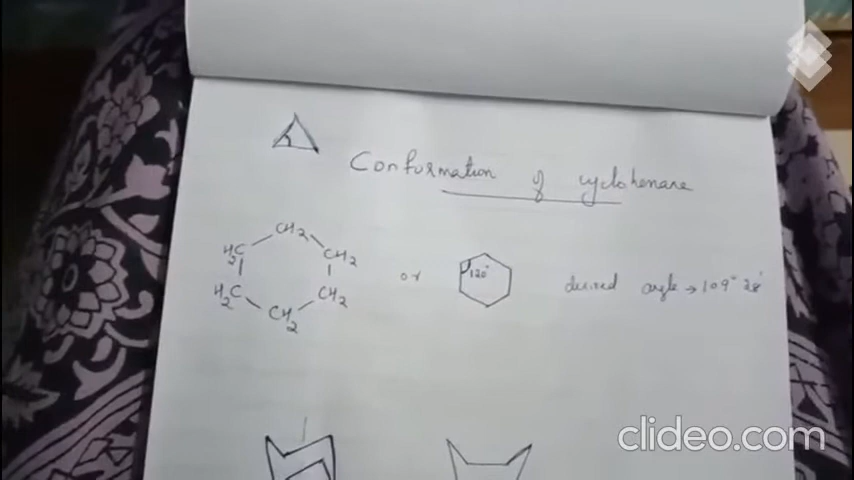 Conformation of cyclohexane
CH2
H2C CH2
or
120°
desired angle → 109° 28'
H2C CH2
CH2
clideo.com